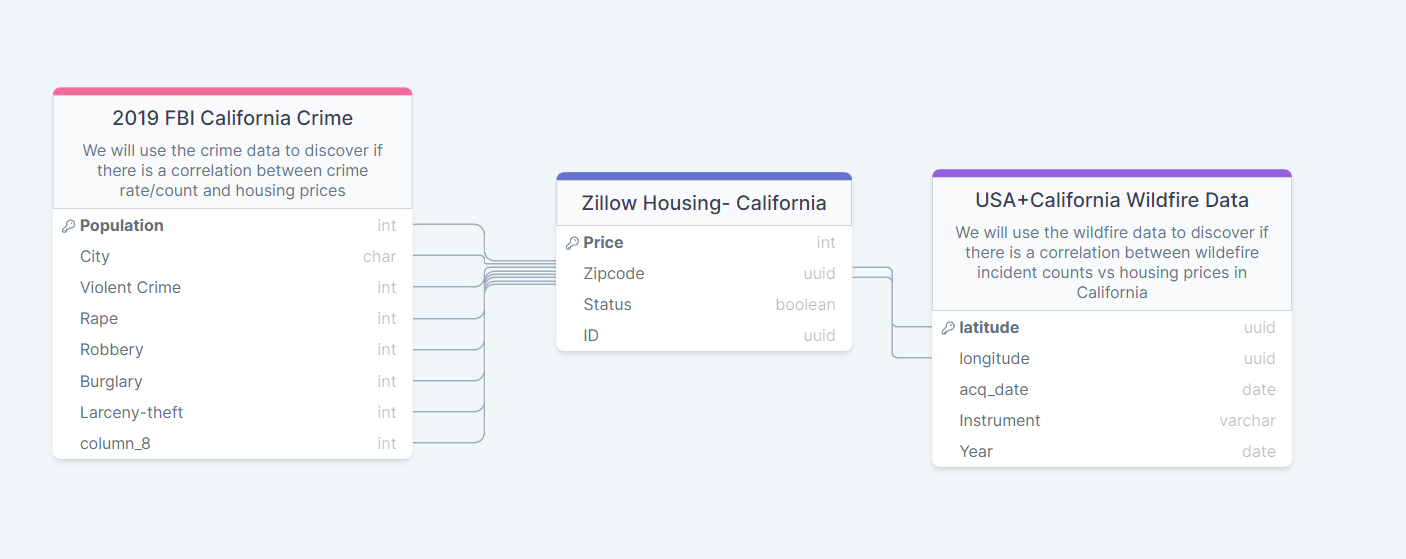 2019 FBI California Crime
We will use the crime data to discover if
there is a correlation between crime
rate/count and housing prices
Population int
City char
Violent Crime int
Rape int
Robbery int
Burglary int
Larceny-theft int
column_8 int
Zillow Housing- California
Price int
Zipcode uuid
Status boolean
ID uuid
USA+California Wildfire Data
We will use the wildfire data to discover if
there is a correlation between wildefire
incident counts vs housing prices in
California
latitude uuid
longitude uuid
acq_date date
Instrument varchar
Year date